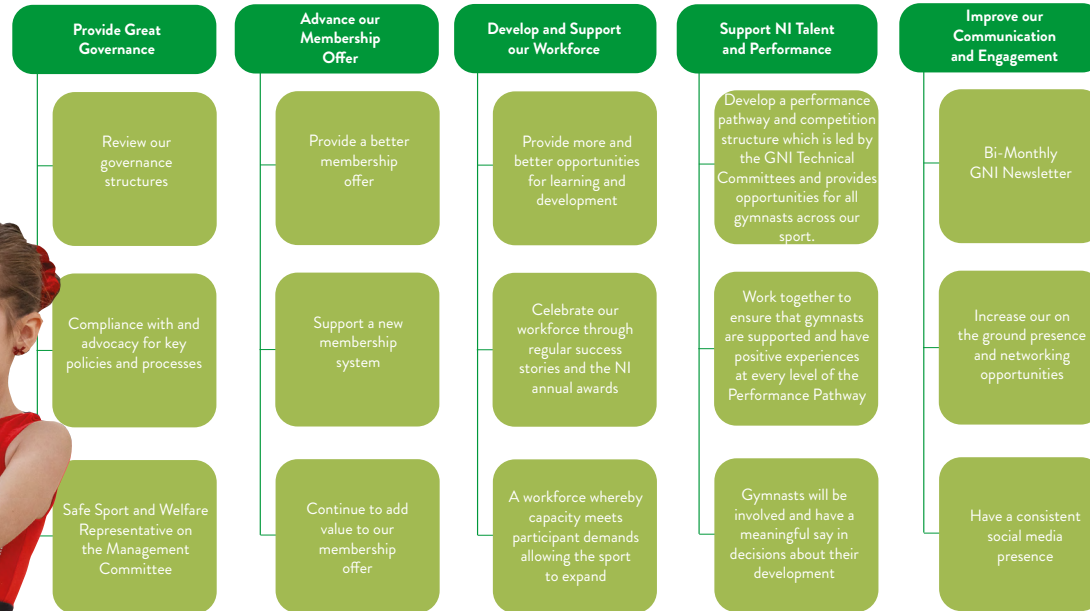 Provide Great
Governance
Review our
governance
structures
Compliance with and
advocacy for key
policies and processes
Safe Sport and Welfare
Representative on
the Management
Committee
Advance our
Membership
Offer
Provide a better
membership
offer
Support a new
membership
system
Continue to add
value to our
membership
offer
Develop and Support
our Workforce
Provide more and
better opportunities
for learning and
development
Celebrate our
workforce through
regular success
stories and the NI
annual awards
A workforce whereby
capacity meets
participant demands
allowing the sport
to expand
Support NI Talent
and Performance
Develop a performance
pathway and competition
structure which is led by
the GNI Technical
Committees and provides
opportunities for all
gymnasts across our
sport.
Work together to
ensure that gymnasts
are supported and have
positive experiences
at every level of the
Performance Pathway
Gymnasts will be
involved and have a
meaningful say in
decisions about their
development
Improve our
Communication
and Engagement
Bi-Monthly
GNI Newsletter
Increase our on
the ground presence
and networking
opportunities
Have a consistent
social media
presence